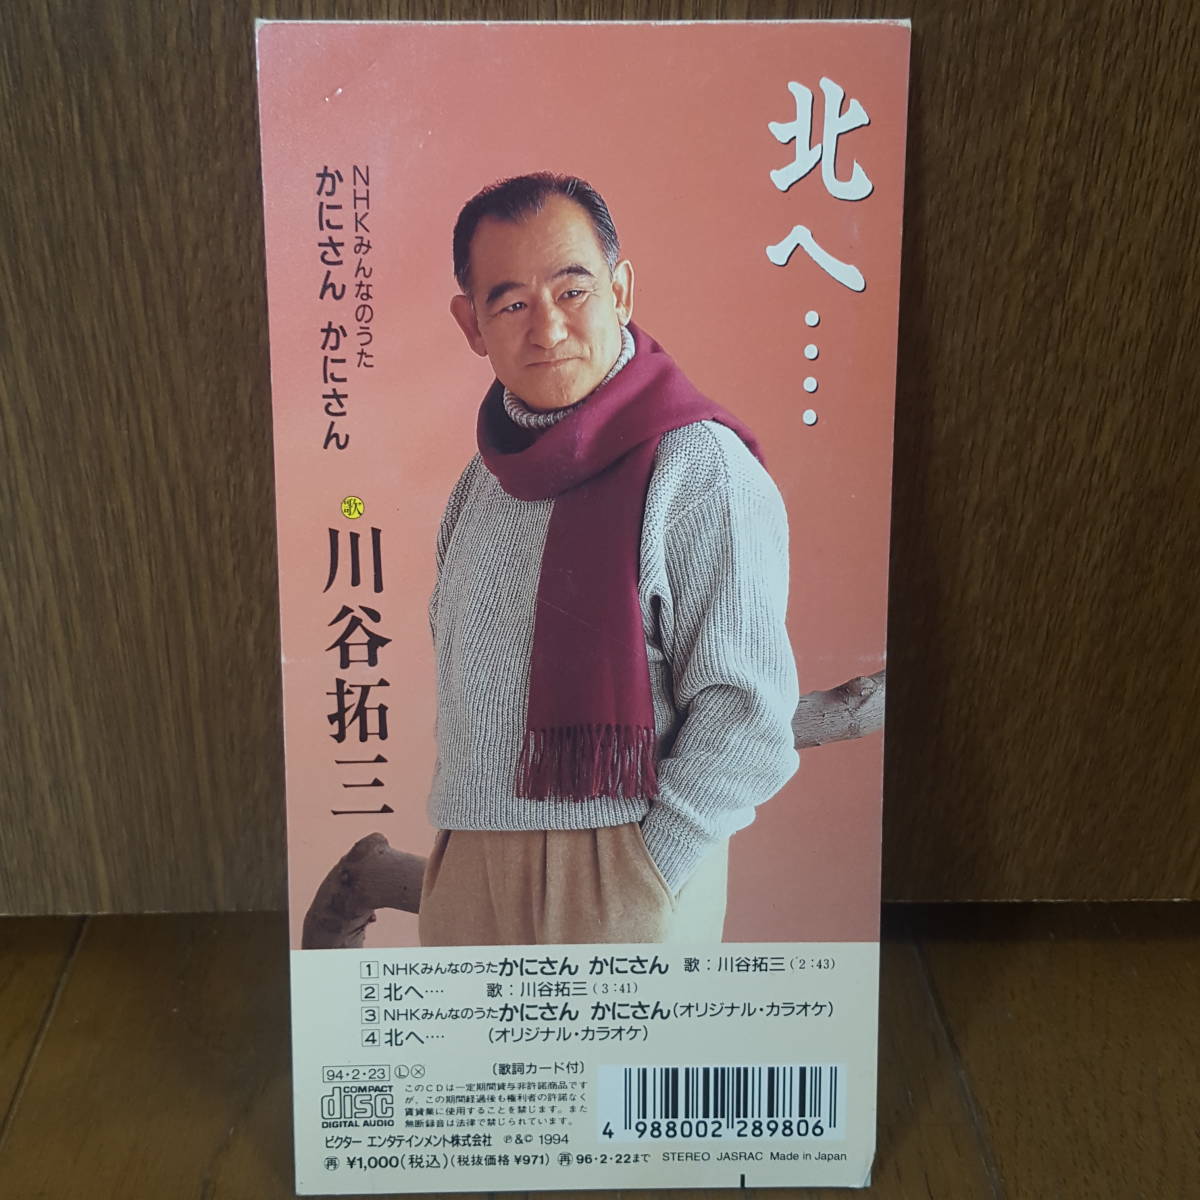 北へ‥‥
NHKみんなのうた
かにさん かにさん
歌 川谷拓三
1 NHKみんなのうた かにさん かにさん 歌：川谷拓三(2:43)
2 北へ‥‥ 歌：川谷拓三(3:41)
3 NHKみんなのうた かにさん かにさん(オリジナル・カラオケ)
4 北へ‥‥ (オリジナル・カラオケ)
94・2・23 Ⓛ Ⓧ 〔歌詞カード付〕
COMPACT
disc
DIGITAL AUDIO
このCDは一定期間貸与非許諾商品です
が、この期間経過後も権利者の許諾なく
賃貸業に使用することを禁じます。また
無断録音は法律で禁じられています。
ビクター エンタテインメント株式会社 ℗&© 1994
4 988002 289806
再 ¥1,000(税込)(税抜価格 ¥971) 再 96・2・22まで STEREO JASRAC Made in Japan